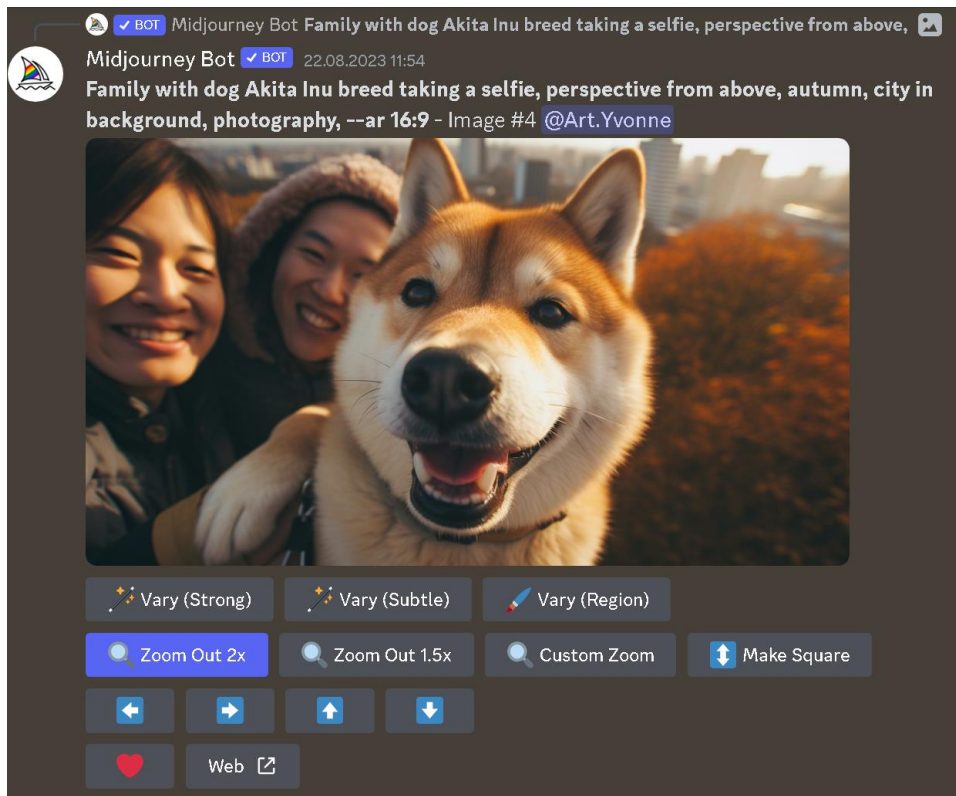 BOT Midjourney Bot Family with dog Akita Inu breed taking a selfie, perspective from above,
Midjourney Bot BOT 22.08.2023 11:54
Family with dog Akita Inu breed taking a selfie, perspective from above, autumn, city in
background, photography, --ar 16:9 - Image #4 @Art.Yvonne
Vary (Strong) Vary (Subtle) Vary (Region)
Zoom Out 2x Zoom Out 1.5x Custom Zoom Make Square
Web